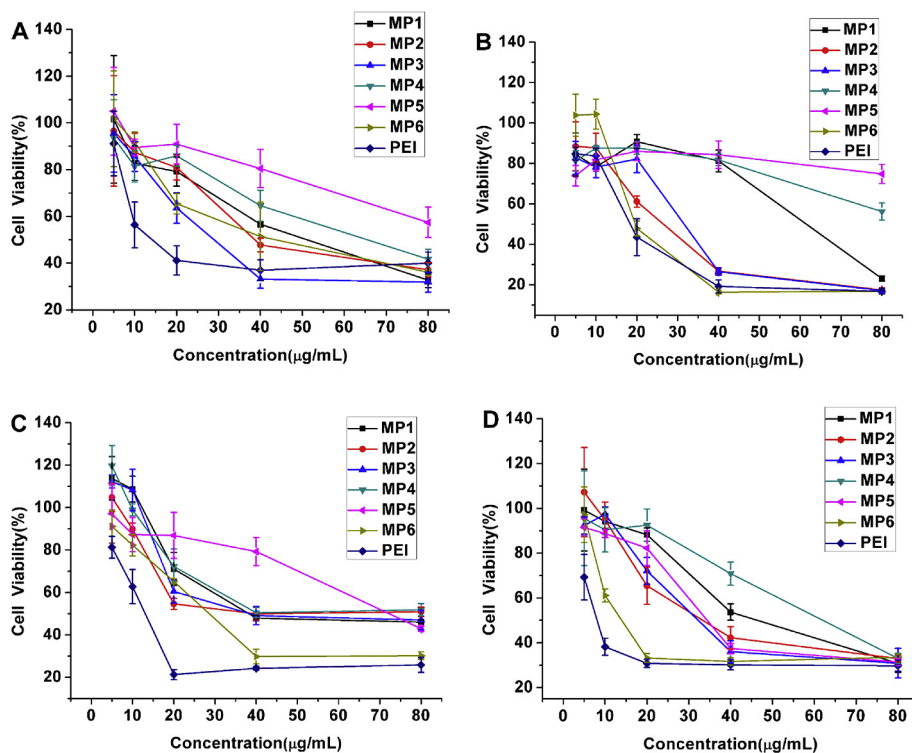 A
MP1
MP2
MP3
MP4
MP5
MP6
PEI
Cell Viability(%)
140
120
100
80
60
40
20
0 10 20 30 40 50 60 70 80
Concentration(μg/mL)
B
MP1
MP2
MP3
MP4
MP5
MP6
PEI
Cell Viability(%)
140
120
100
80
60
40
20
0 10 20 30 40 50 60 70 80
Concentration(μg/mL)
C
MP1
MP2
MP3
MP4
MP5
MP6
PEI
Cell Viability(%)
140
120
100
80
60
40
20
0 10 20 30 40 50 60 70 80
Concentration(μg/mL)
D
MP1
MP2
MP3
MP4
MP5
MP6
PEI
Cell Viability(%)
140
120
100
80
60
40
20
0 10 20 30 40 50 60 70 80
Concentration(μg/mL)